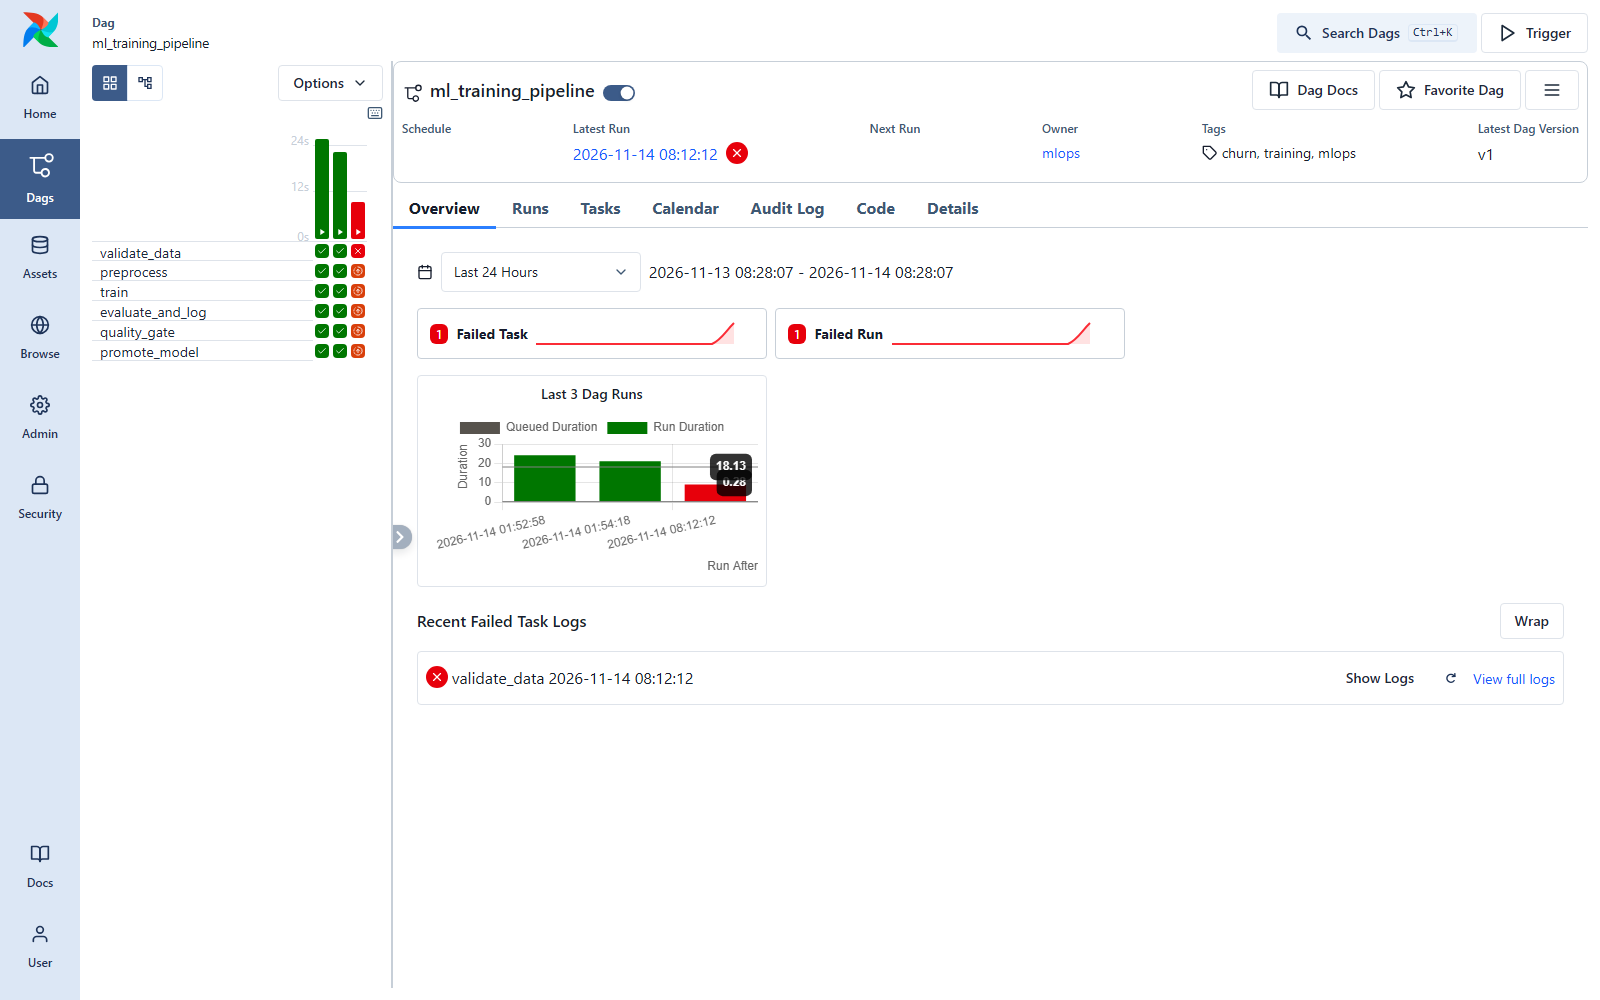 Dag
ml_training_pipeline
Search Dags Ctrl+K
Trigger
Home
Dags
Assets
Browse
Admin
Security
Docs
User
Options
24s
12s
0s
validate_data
preprocess
train
evaluate_and_log
quality_gate
promote_model
ml_training_pipeline
Dag Docs
Favorite Dag
Schedule
Latest Run
2026-11-14 08:12:12
Next Run
Owner
mlops
Tags
churn, training, mlops
Latest Dag Version
v1
Overview Runs Tasks Calendar Audit Log Code Details
Last 24 Hours
2026-11-13 08:28:07 - 2026-11-14 08:28:07
1 Failed Task
1 Failed Run
Last 3 Dag Runs
Queued Duration Run Duration
Duration
30
20
10
0
18.13
0.28
2026-11-14 01:52:58
2026-11-14 01:54:18
2026-11-14 08:12:12
Run After
Recent Failed Task Logs
Wrap
validate_data 2026-11-14 08:12:12
Show Logs
View full logs